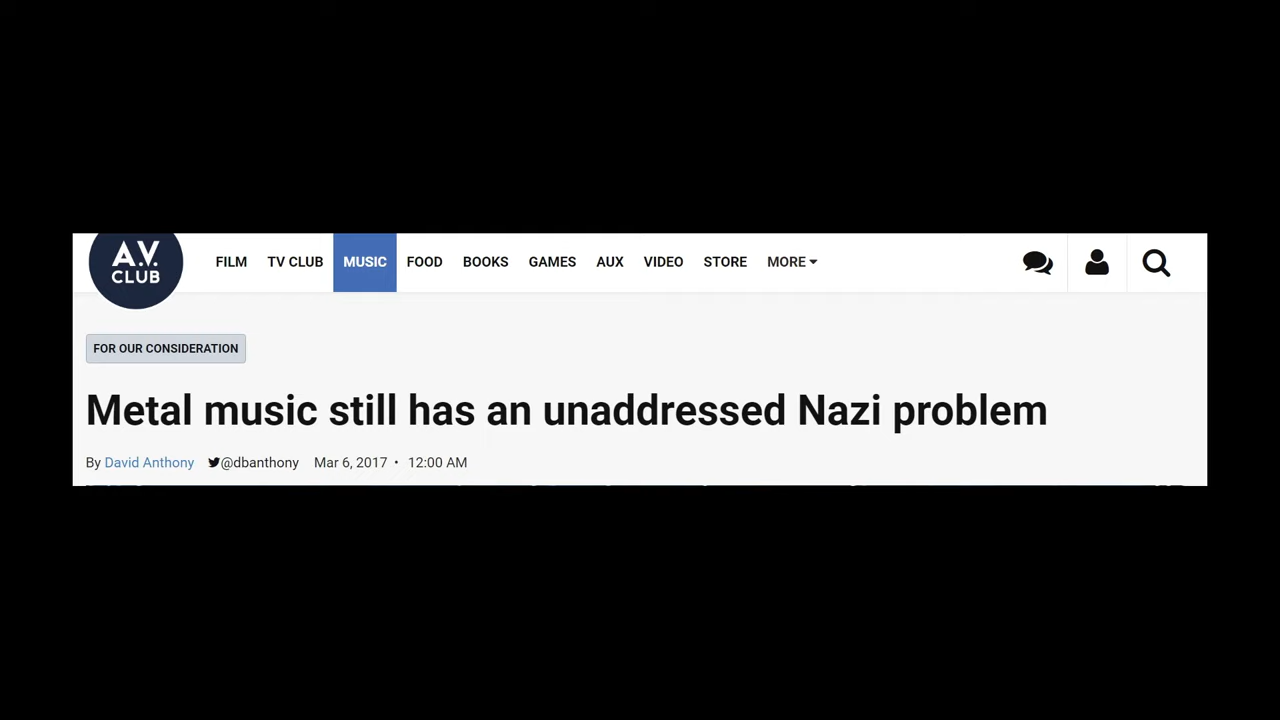 A.V. CLUB
FILM TV CLUB MUSIC FOOD BOOKS GAMES AUX VIDEO STORE MORE
FOR OUR CONSIDERATION
Metal music still has an unaddressed Nazi problem
By David Anthony @dbanthony Mar 6, 2017 • 12:00 AM